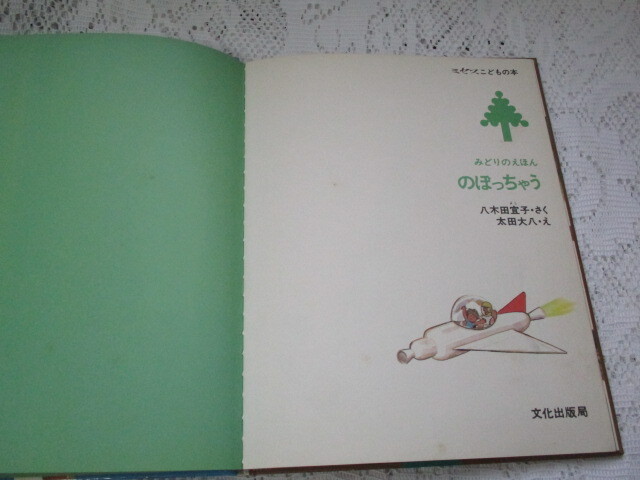 ミセスこどもの本
みどりのえほん
のぼっちゃう
八木田宜子・さく
太田大八・え
文化出版局